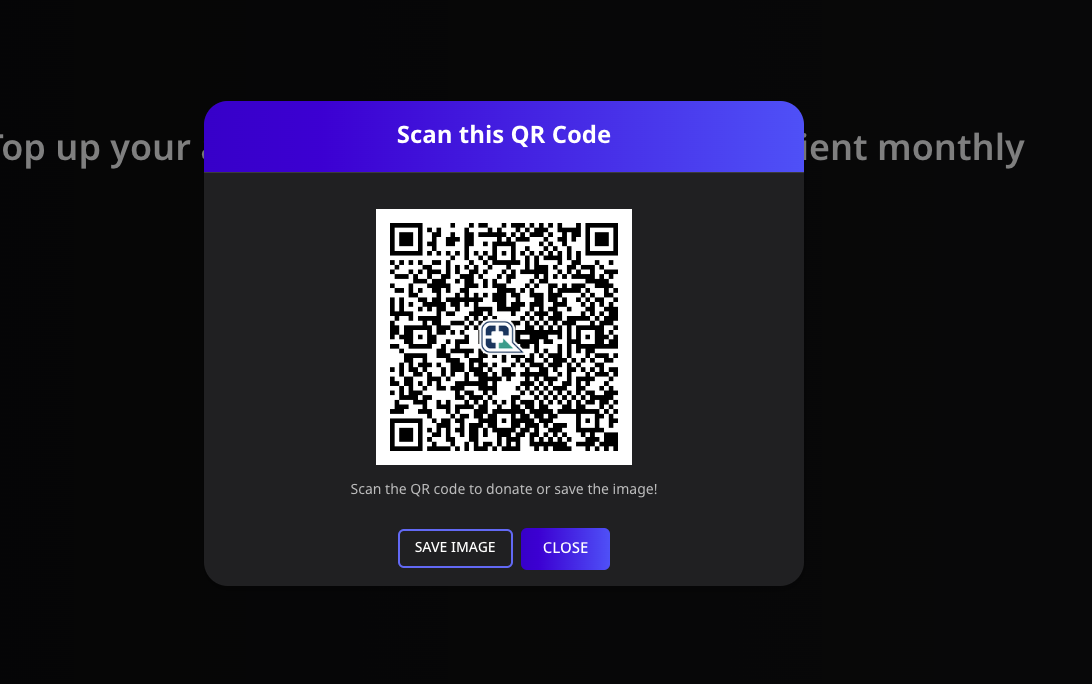 Scan this QR Code
Top up your
ient monthly
Scan the QR code to donate or save the image!
SAVE IMAGE
CLOSE